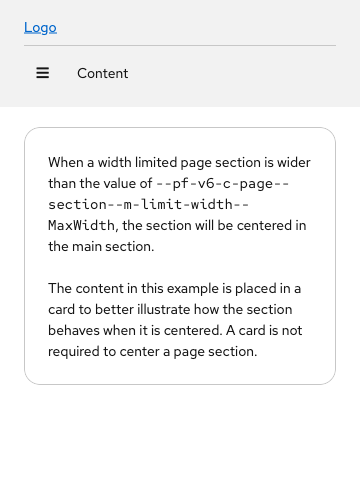 Logo
Content
When a width limited page section is wider
than the value of --pf-v6-c-page--
section--m-limit-width--
MaxWidth, the section will be centered in
the main section.
The content in this example is placed in a
card to better illustrate how the section
behaves when it is centered. A card is not
required to center a page section.